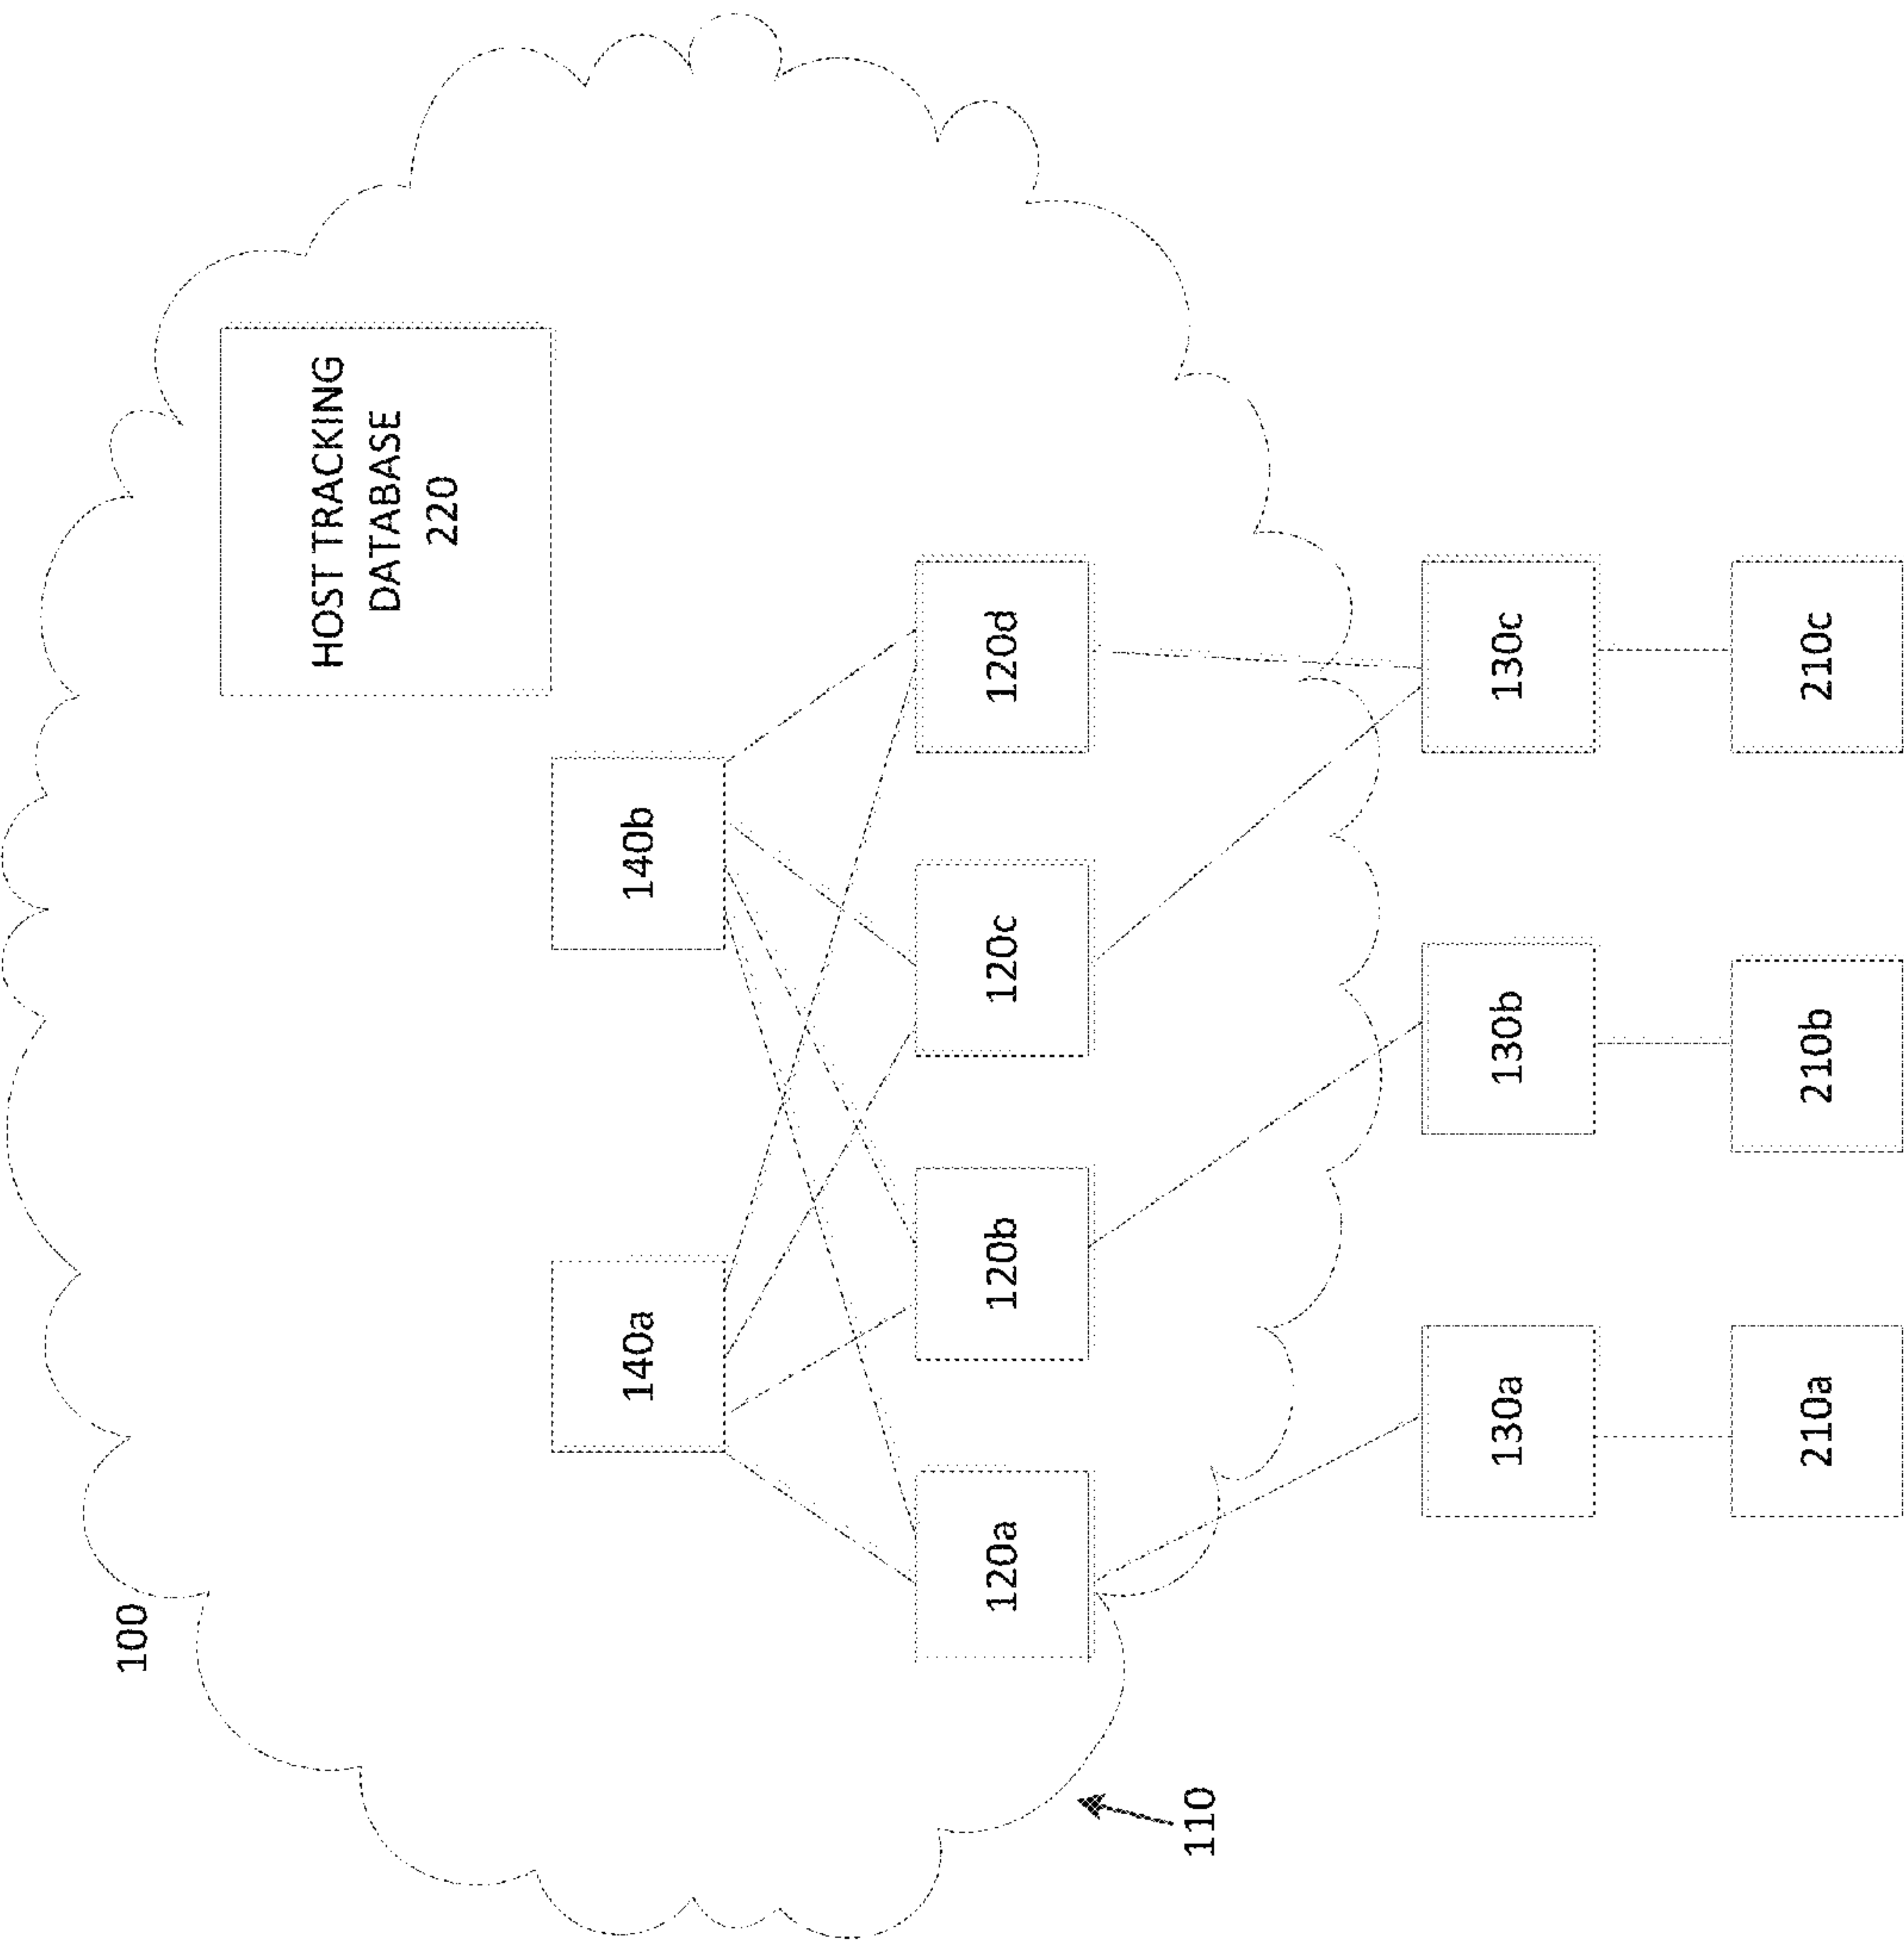 100
HOST TRACKING
DATABASE
220
140a
140b
120a
120b
120c
120d
110
130a
130b
130c
210a
210b
210c